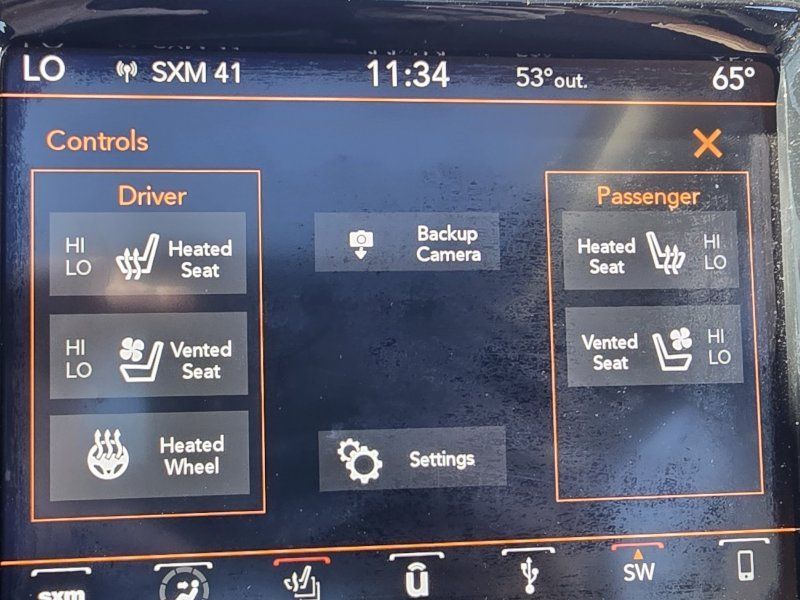 LO SXM 41 11:34 53° out. 65°
Controls
Driver
HI
LO
Heated
Seat
HI
LO
Vented
Seat
Heated
Wheel
Backup
Camera
Settings
Passenger
Heated
Seat
HI
LO
Vented
Seat
HI
LO
sxm
SW